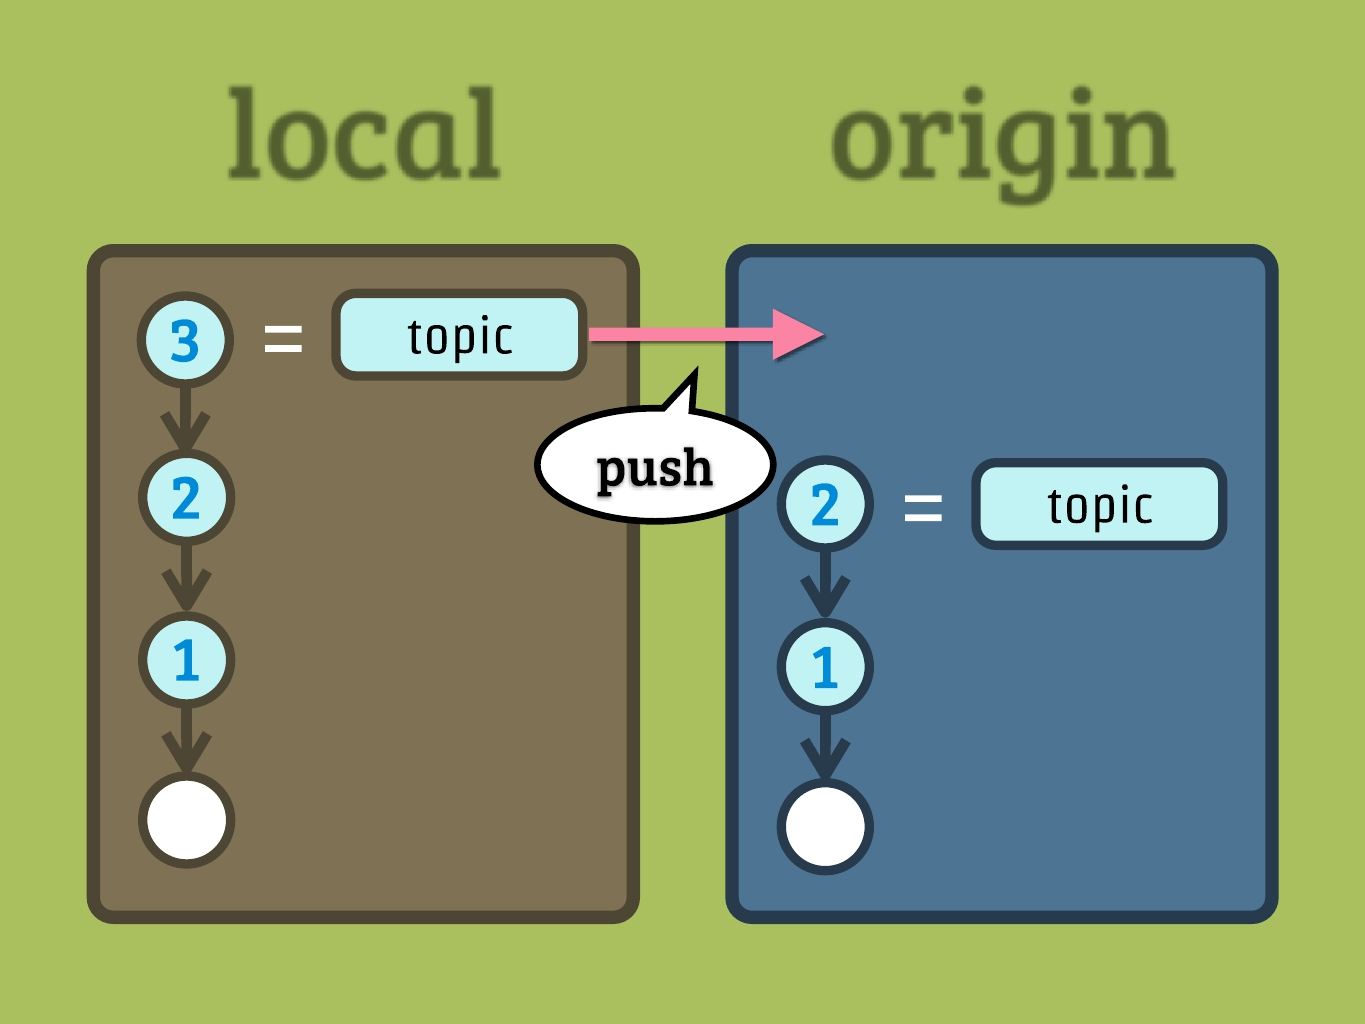 local
origin
3 = topic
push
2
2 = topic
1
1